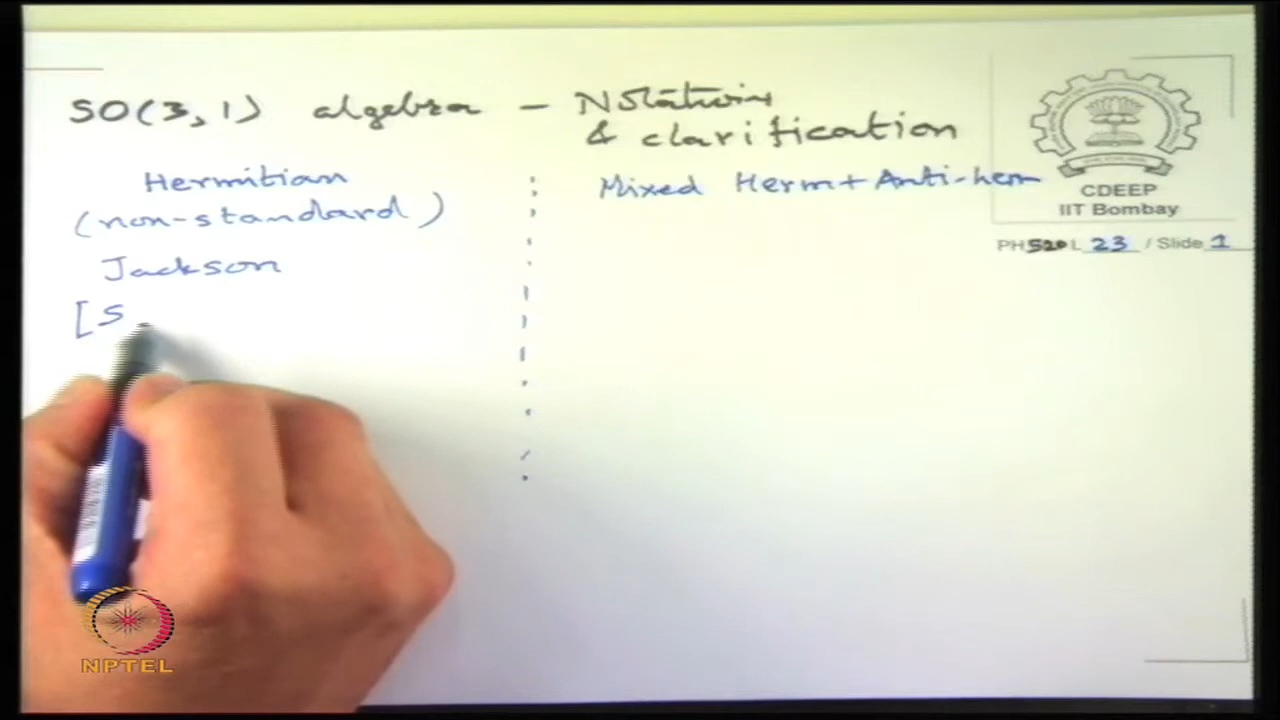 SO(3,1) algebra – Notations
& clarification
Hermitian
(non-standard)
Jackson
[S
Mixed Herm + Anti-herm
CDEEP
IIT Bombay
PH 520 L 23 / Slide 1
NPTEL